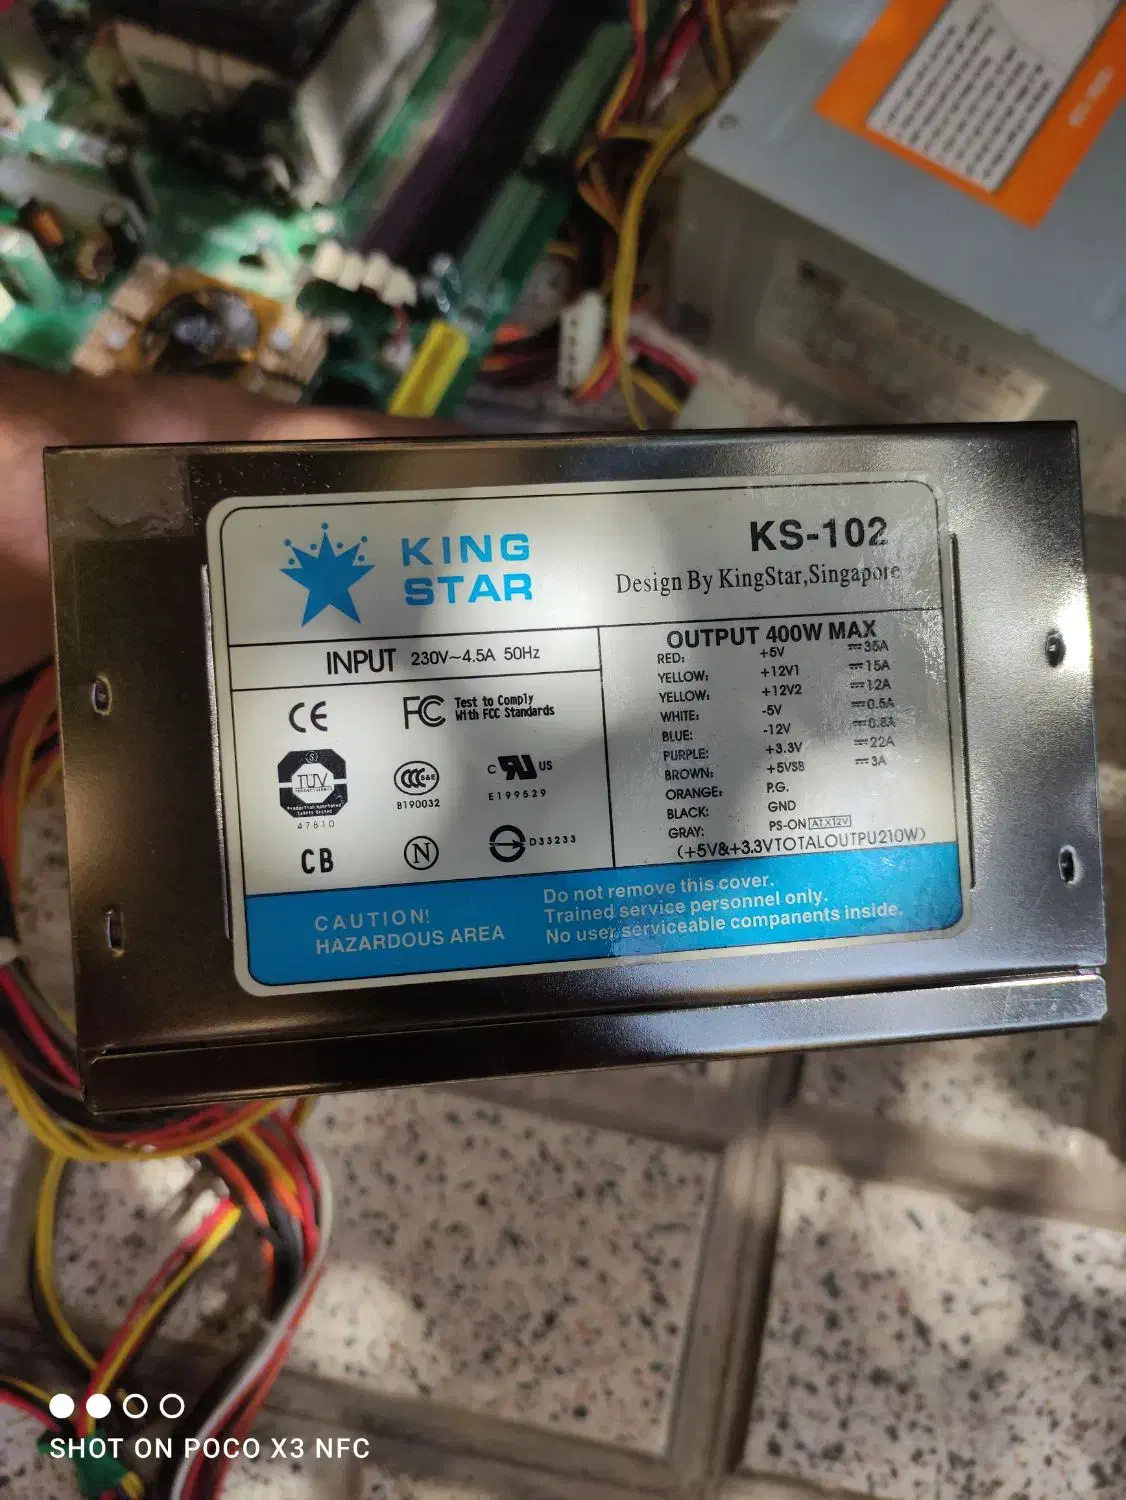 KING
STAR
KS-102
Design By KingStar,Singapore
INPUT 230V~4.5A 50Hz
CE
FC Test to Comply
With FCC Standards
TUV
47810
CCC S&E
B190032
C RU US
E199529
CB
N
S
D33233
OUTPUT 400W MAX
RED: +5V 35A
YELLOW: +12V1 15A
YELLOW: +12V2 12A
WHITE: -5V 0.5A
BLUE: -12V 0.8A
PURPLE: +3.3V 22A
BROWN: +5VSB 3A
ORANGE: P.G.
BLACK: GND
GRAY: PS-ON ATX12V
(+5V&+3.3VTOTALOUTPU210W)
CAUTION!
HAZARDOUS AREA
Do not remove this cover.
Trained service personnel only.
No user serviceable companents inside.
SHOT ON POCO X3 NFC